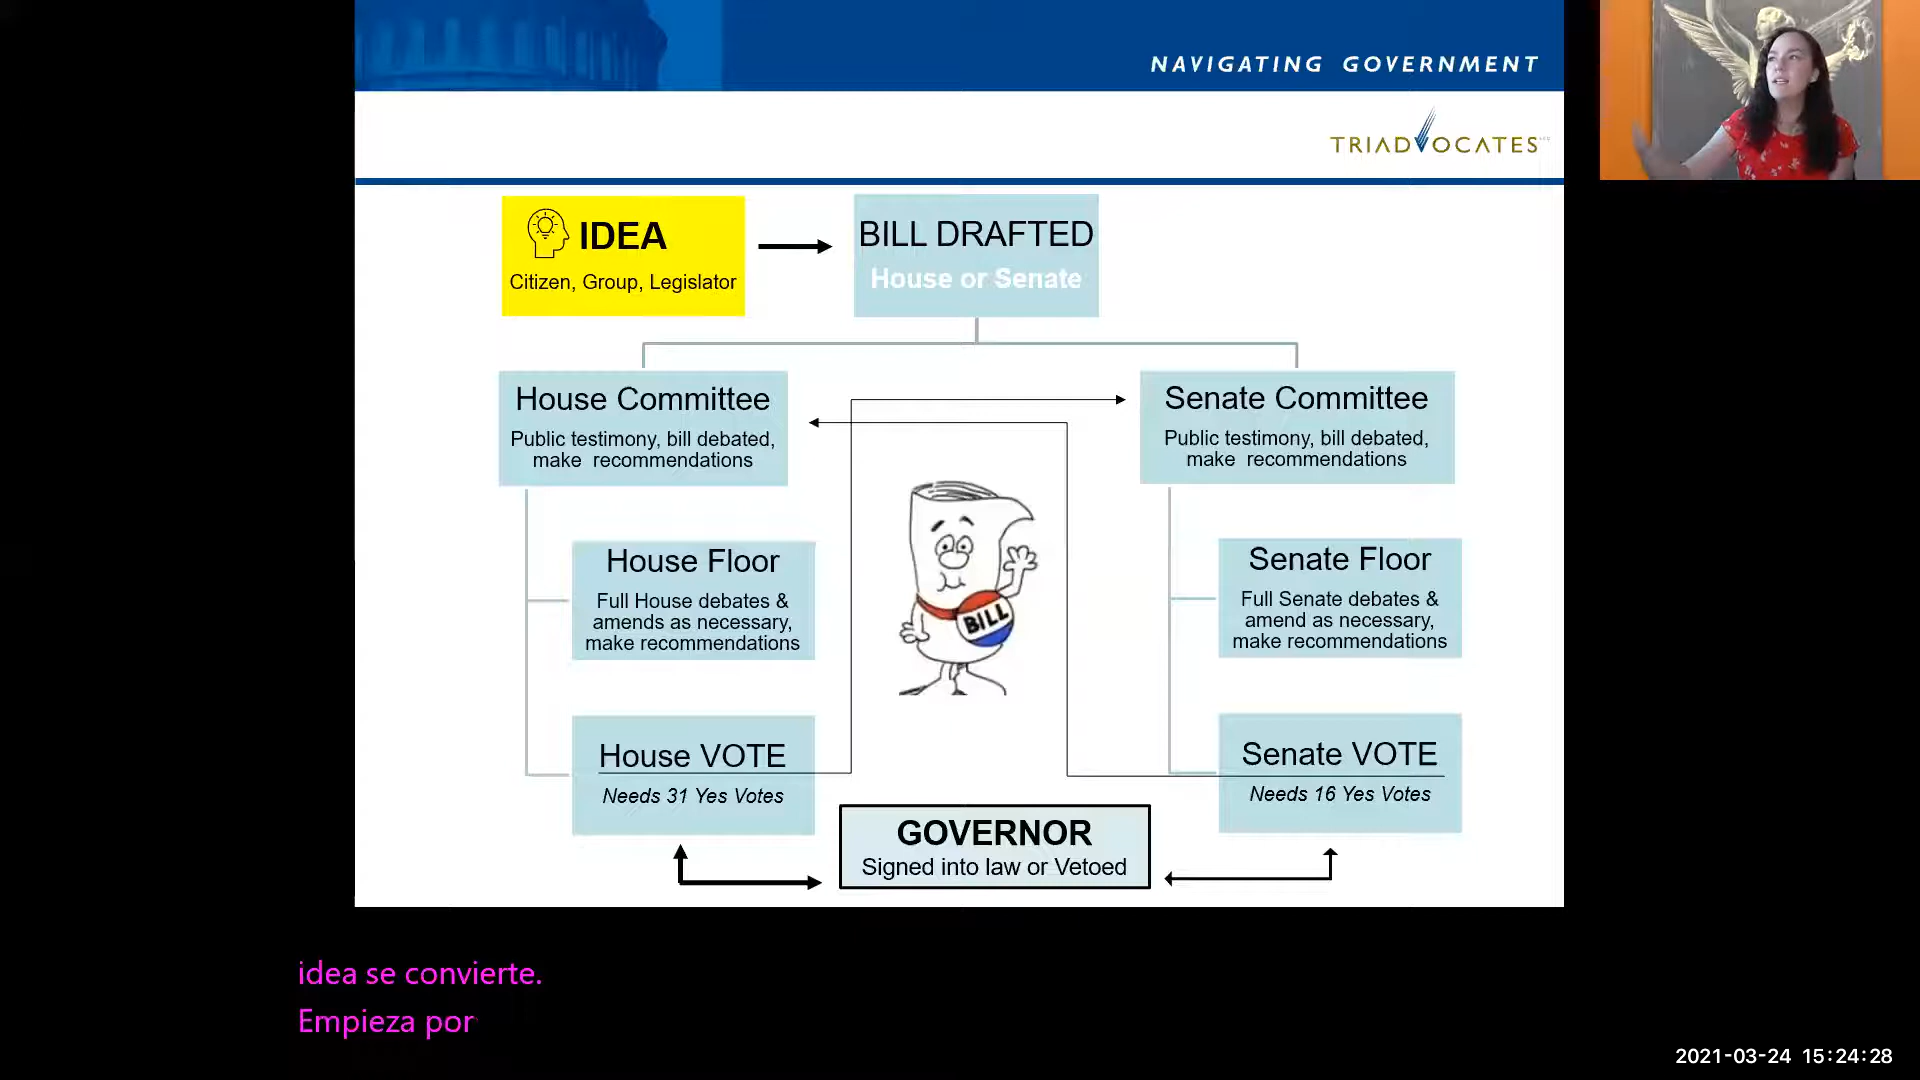 NAVIGATING GOVERNMENT
TRIADVOCATES
IDEA
Citizen, Group, Legislator
BILL DRAFTED
House or Senate
House Committee
Public testimony, bill debated,
make recommendations
Senate Committee
Public testimony, bill debated,
make recommendations
House Floor
Full House debates &
amends as necessary,
make recommendations
BILL
Senate Floor
Full Senate debates &
amend as necessary,
make recommendations
House VOTE
Needs 31 Yes Votes
Senate VOTE
Needs 16 Yes Votes
GOVERNOR
Signed into law or Vetoed
idea se convierte.
Empieza por
2021-03-24 15:24:28